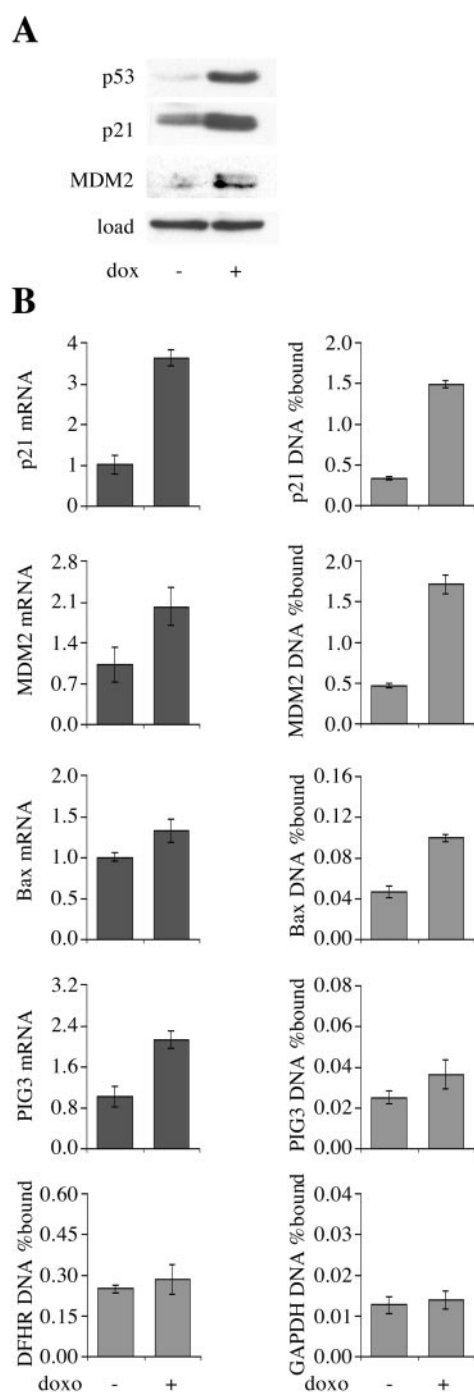 A
p53
p21
MDM2
load
dox - +
B
p21 mRNA
4
3
2
1
0
p21 DNA %bound
2.0
1.5
1.0
0.5
0.0
MDM2 mRNA
2.8
2.1
1.4
0.7
0.0
MDM2 DNA %bound
2.0
1.5
1.0
0.5
0.0
Bax mRNA
2.0
1.5
1.0
0.5
0.0
Bax DNA %bound
0.16
0.12
0.08
0.04
0.00
PIG3 mRNA
3.2
2.4
1.6
0.8
0.0
PIG3 DNA %bound
0.08
0.06
0.04
0.02
0.00
DFHR DNA %bound
0.60
0.45
0.30
0.15
0.00
doxo - +
GAPDH DNA %bound
0.04
0.03
0.02
0.01
0.00
doxo - +